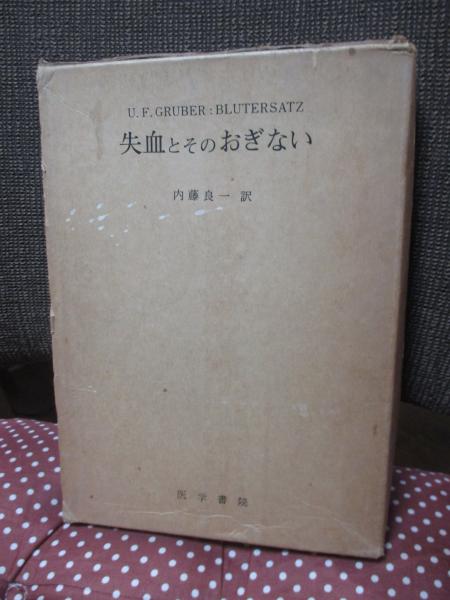 U. F. GRUBER : BLUTERSATZ
失血とそのおぎない
内藤良一 訳
医学書院